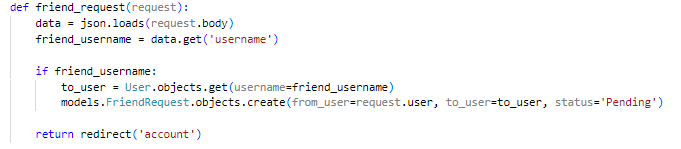 def friend_request(request):
    data = json.loads(request.body)
    friend_username = data.get('username')

    if friend_username:
        to_user = User.objects.get(username=friend_username)
        models.FriendRequest.objects.create(from_user=request.user, to_user=to_user, status='Pending')

    return redirect('account')